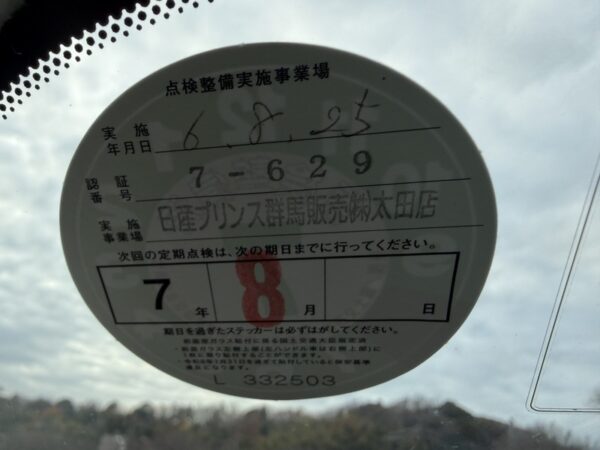 点検整備実施事業場
実施年月日 6.8.25
認証番号 7-629
実施事業場 日産プリンス群馬販売㈱太田店
次回の定期点検は、次の期日までに行ってください。
7年 8月 日
期日を過ぎたステッカーは必ずはがしてください。
L 332503